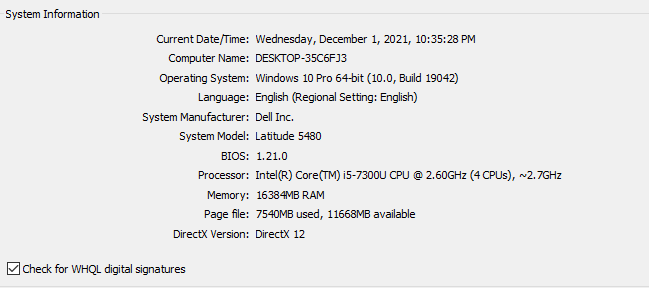 System Information
Current Date/Time: Wednesday, December 1, 2021, 10:35:28 PM
Computer Name: DESKTOP-35C6FJ3
Operating System: Windows 10 Pro 64-bit (10.0, Build 19042)
Language: English (Regional Setting: English)
System Manufacturer: Dell Inc.
System Model: Latitude 5480
BIOS: 1.21.0
Processor: Intel(R) Core(TM) i5-7300U CPU @ 2.60GHz (4 CPUs), ~2.7GHz
Memory: 16384MB RAM
Page file: 7540MB used, 11668MB available
DirectX Version: DirectX 12
Check for WHQL digital signatures